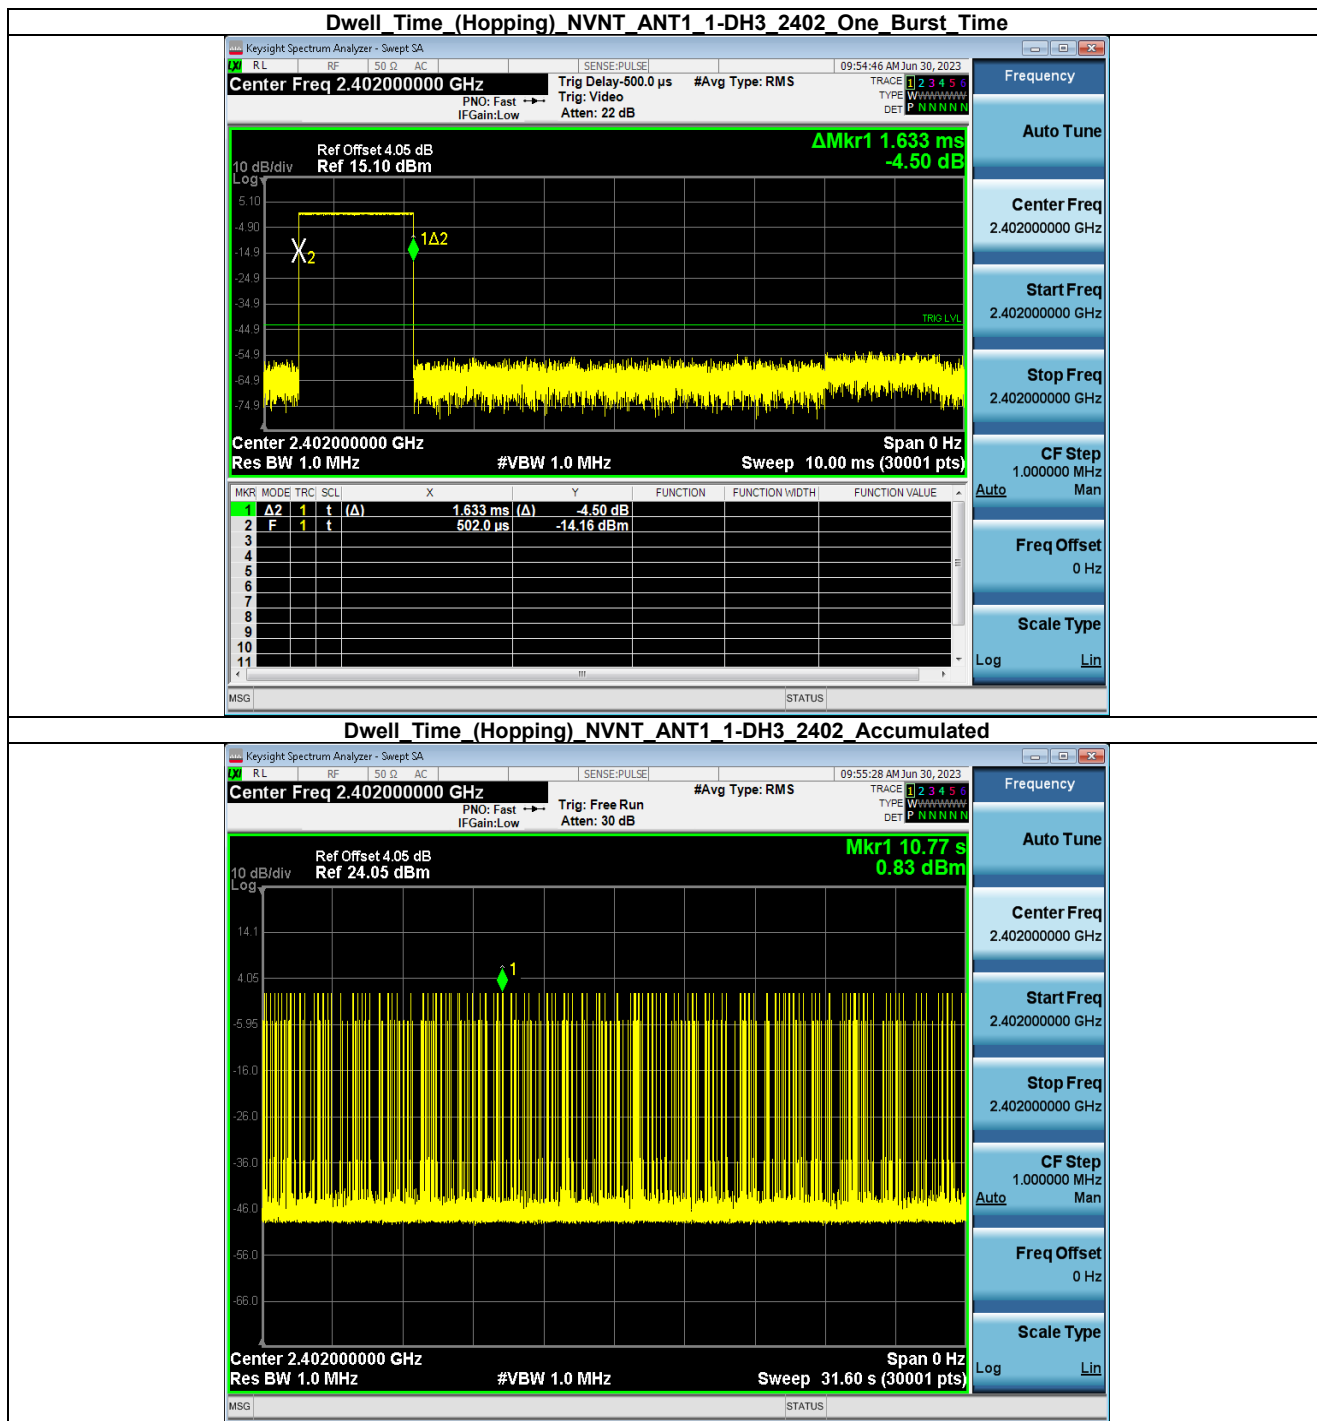 Dwell_Time_(Hopping)_NVNT_ANT1_1-DH3_2402_One_Burst_Time
Keysight Spectrum Analyzer - Swept SA
LXI RL RF 50 Ω AC SENSE:PULSE 09:54:46 AM Jun 30, 2023
Center Freq 2.402000000 GHz
PNO: Fast
IFGain:Low
Trig Delay-500.0 µs
Trig: Video
Atten: 22 dB
#Avg Type: RMS
TRACE 1 2 3 4 5 6
TYPE WWWWWW
DET P N N N N N
Frequency
Auto Tune
Center Freq
2.402000000 GHz
Start Freq
2.402000000 GHz
Stop Freq
2.402000000 GHz
CF Step
1.000000 MHz
Auto Man
Freq Offset
0 Hz
Scale Type
Log Lin
ΔMkr1 1.633 ms
-4.50 dB
Ref Offset 4.05 dB
10 dB/div Ref 15.10 dBm
Log
5.10
-4.90
-14.9
-24.9
-34.9
-44.9
-54.9
-64.9
-74.9
X2
1Δ2
TRIG LVL
Center 2.402000000 GHz Span 0 Hz
Res BW 1.0 MHz #VBW 1.0 MHz Sweep 10.00 ms (30001 pts)
MKR MODE TRC SCL X Y FUNCTION FUNCTION WIDTH FUNCTION VALUE
1 Δ2 1 t (Δ) 1.633 ms (Δ) -4.50 dB
2 F 1 t 502.0 µs -14.16 dBm
3
4
5
6
7
8
9
10
11
MSG STATUS
Dwell_Time_(Hopping)_NVNT_ANT1_1-DH3_2402_Accumulated
Keysight Spectrum Analyzer - Swept SA
LXI RL RF 50 Ω AC SENSE:PULSE 09:55:28 AM Jun 30, 2023
Center Freq 2.402000000 GHz
PNO: Fast
IFGain:Low
Trig: Free Run
Atten: 30 dB
#Avg Type: RMS
TRACE 1 2 3 4 5 6
TYPE WWWWWW
DET P N N N N N
Frequency
Auto Tune
Center Freq
2.402000000 GHz
Start Freq
2.402000000 GHz
Stop Freq
2.402000000 GHz
CF Step
1.000000 MHz
Auto Man
Freq Offset
0 Hz
Scale Type
Log Lin
Mkr1 10.77 s
0.83 dBm
Ref Offset 4.05 dB
10 dB/div Ref 24.05 dBm
Log
14.1
4.05
-5.95
-16.0
-26.0
-36.0
-46.0
-56.0
-66.0
1
Center 2.402000000 GHz Span 0 Hz
Res BW 1.0 MHz #VBW 1.0 MHz Sweep 31.60 s (30001 pts)
MSG STATUS